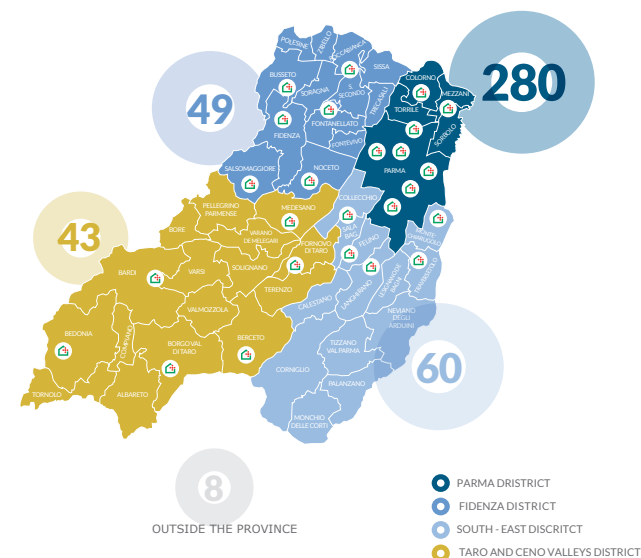 POLESINE
ZIBELLO
ROCCABIANCA
SISSA
BUSSETO
SORAGNA
S.
SECONDO
TRECASALI
COLORNO
MEZZANI
280
49
TORRILE
SORBOLO
FONTANELLATO
FIDENZA
FONTEVIVO
SALSOMAGGIORE
NOCETO
PARMA
COLLECCHIO
PELLEGRINO
PARMENSE
MEDESANO
43
BORE
VARANO
DE MELEGARI
SALA
BAG.
FELINO
MONTE
CHIARUGOLO
FORNOVO
DI TARO
BARDI
VARSI
SOLIGNANO
TERENZO
LANGHIRANO
LESIGNANO DE
BAGNI
TRAVERSETOLO
CALESTANO
VALMOZZOLA
NEVIANO
DEGLI
ARDUINI
BEDONIA
COMPIANO
BORGO VAL
DI TARO
BERCETO
TIZZANO
VAL PARMA
60
CORNIGLIO
PALANZANO
TORNOLO
ALBARETO
MONCHIO
DELLE CORTI
8
OUTSIDE THE PROVINCE
PARMA DRISTRICT
FIDENZA DISTRICT
SOUTH - EAST DISCRITCT
TARO AND CENO VALLEYS DISTRICT